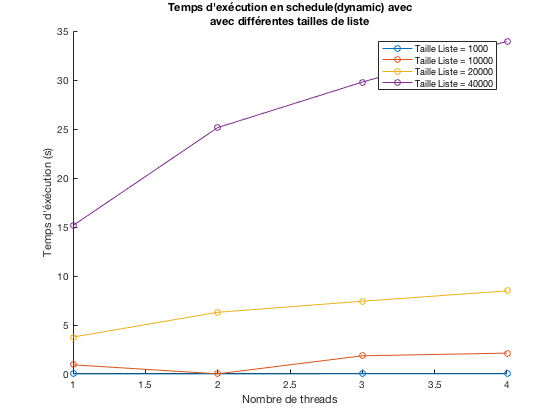 Temps d'exécution en schedule(dynamic) avec
avec différentes tailles de liste
Temps d'éxécution (s)
35
30
25
20
15
10
5
0
Taille Liste = 1000
Taille Liste = 10000
Taille Liste = 20000
Taille Liste = 40000
1
1.5
2
2.5
3
3.5
4
Nombre de threads